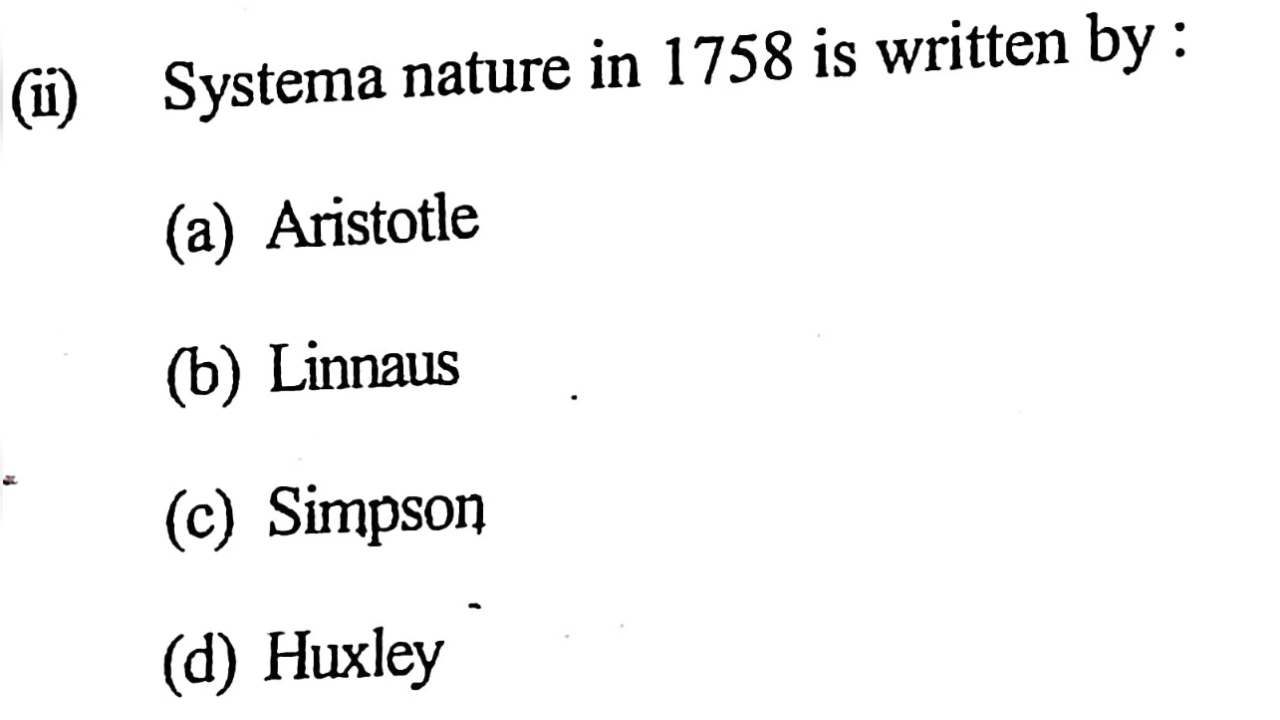 (ii) Systema nature in 1758 is written by :
(a) Aristotle
(b) Linnaus
(c) Simpson
(d) Huxley